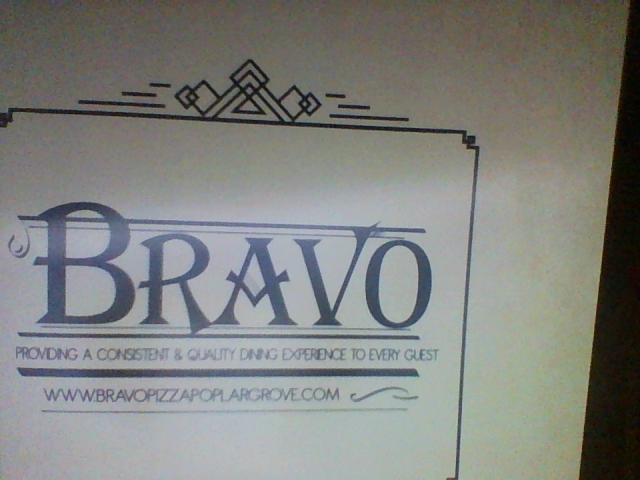 BRAVO
PROVIDING A CONSISTENT & QUALITY DINING EXPERIENCE TO EVERY GUEST
WWW.BRAVOPIZZAPOPLARGROVE.COM